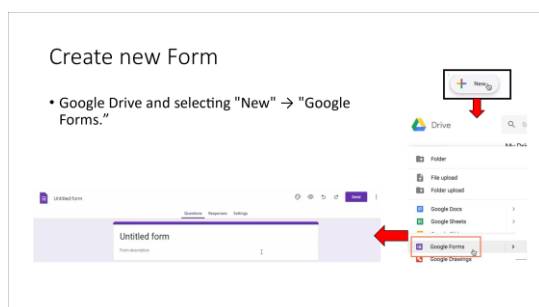 Create new Form
• Google Drive and selecting "New" → "Google
Forms.”
New
Drive
Folder
File upload
Folder upload
Google Docs
Google Sheets
Google Forms
Google Drawings
Untitled form
Send
Questions Responses Settings
Untitled form
Form description